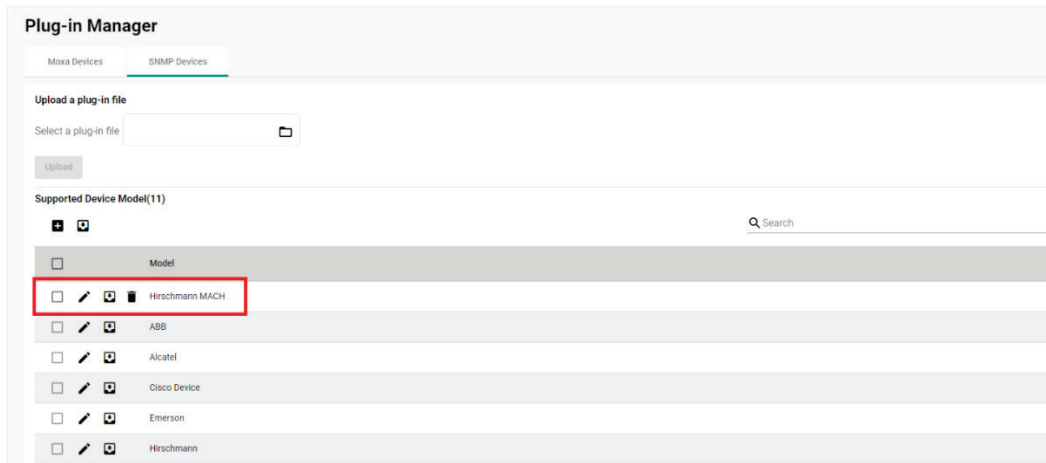 Plug-in Manager
Moxa Devices SNMP Devices
Upload a plug-in file
Select a plug-in file
Upload
Supported Device Model(11)
Search
Model
Hirschmann MACH
ABB
Alcatel
Cisco Device
Emerson
Hirschmann